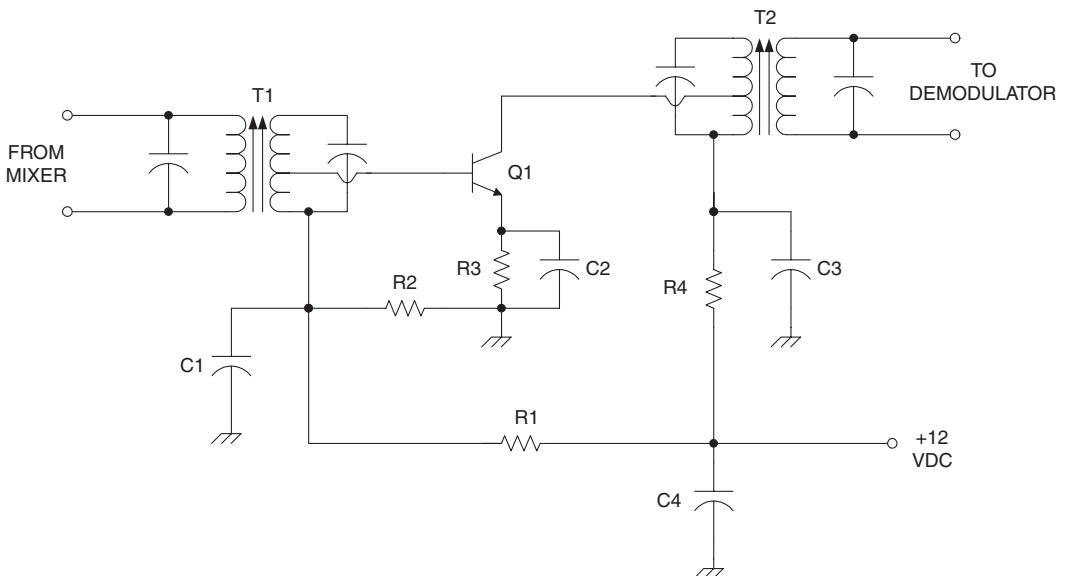 T2
TO
DEMODULATOR
T1
FROM
MIXER
Q1
R3
C2
R2
R4
C3
C1
R1
+12
VDC
C4